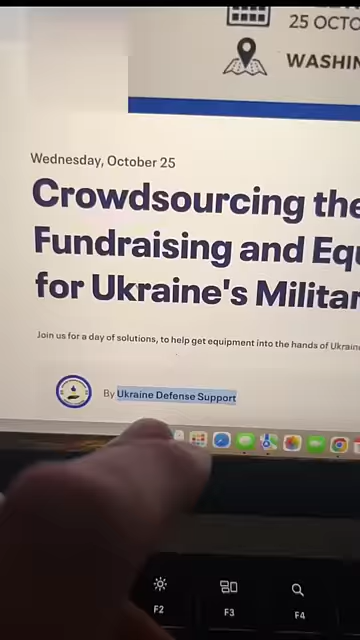 25 OCTO
WASHIN
Wednesday, October 25
Crowdsourcing the
Fundraising and Equ
for Ukraine's Militar
Join us for a day of solutions, to help get equipment into the hands of Ukraine
By Ukraine Defense Support
F2
F3
F4